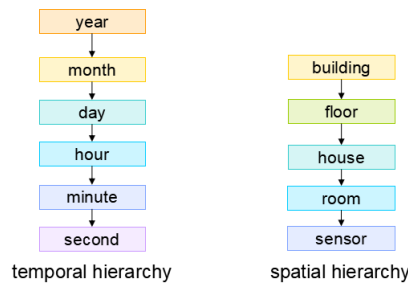 year
month
day
hour
minute
second
temporal hierarchy
building
floor
house
room
sensor
spatial hierarchy